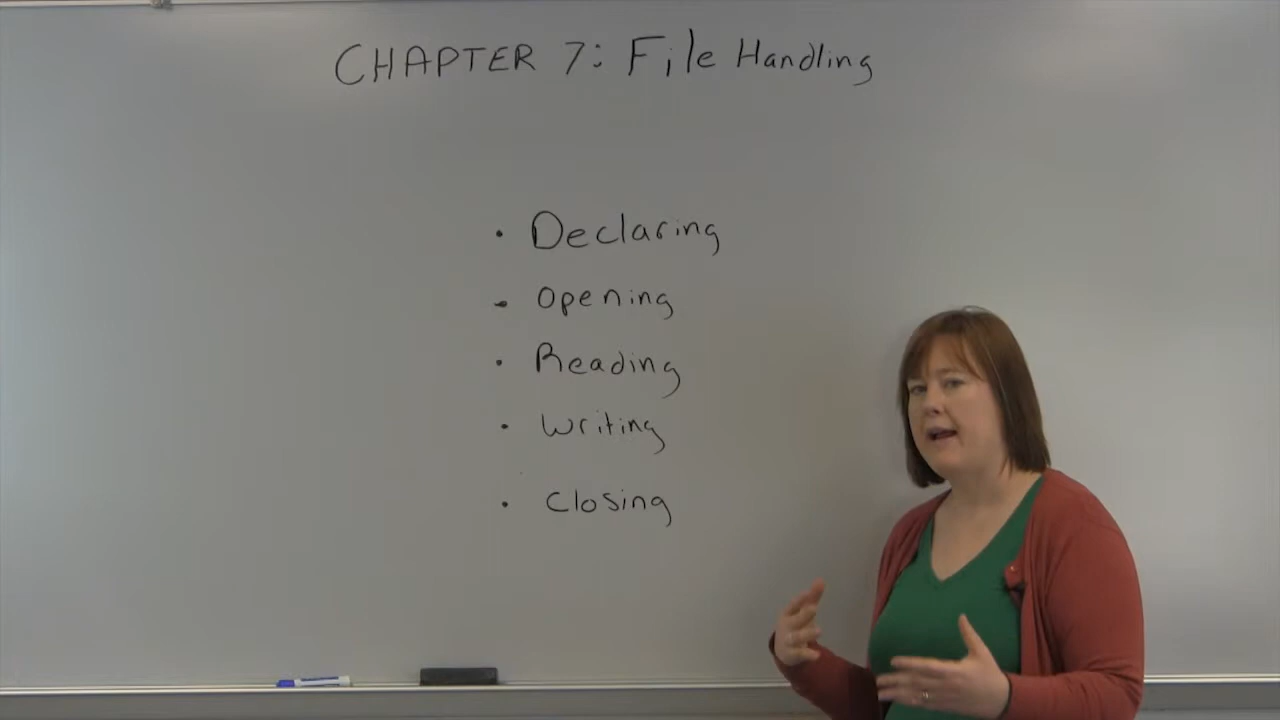 CHAPTER 7: File Handling
• Declaring
• Opening
• Reading
• Writing
• Closing